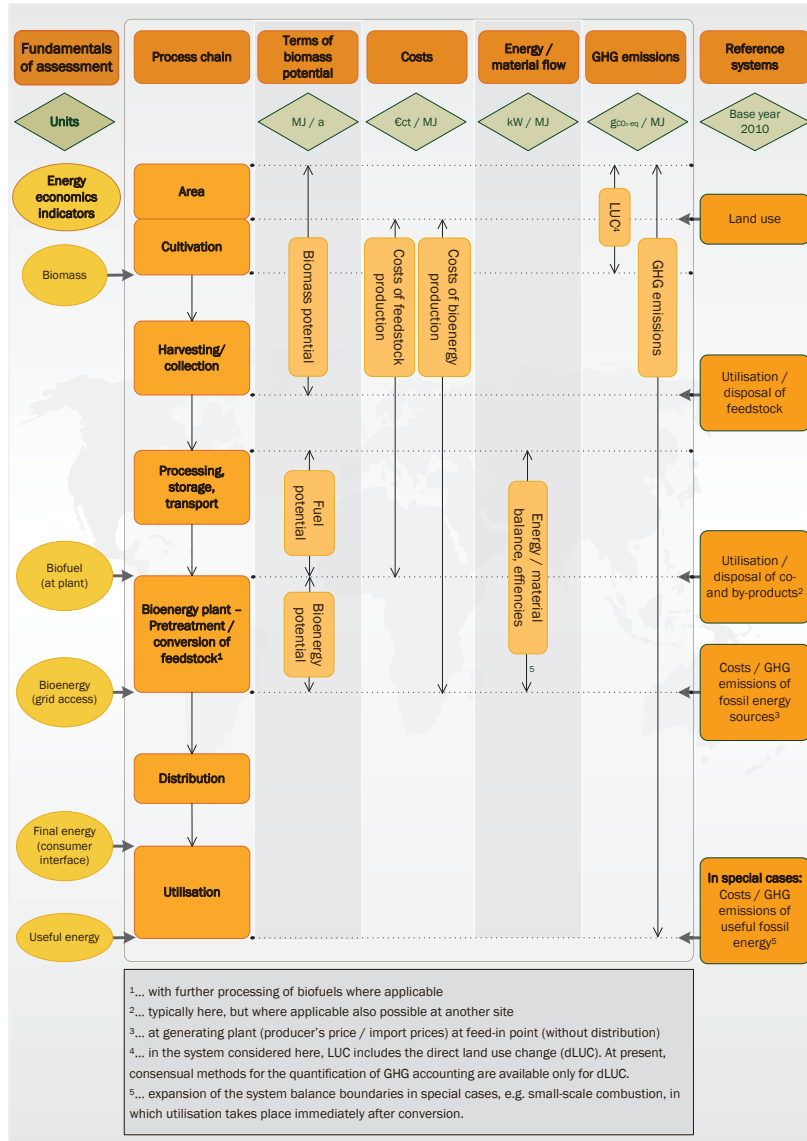 Fundamentals
of assessment
Process chain
Terms of
biomass
potential
Costs
Energy /
material flow
GHG emissions
Reference
systems
Units
MJ / a
€ct / MJ
kW / MJ
gCO₂-eq / MJ
Base year
2010
Energy
economics
indicators
Area
LUC⁴
Land use
Cultivation
Biomass
Biomass potential
Costs of feedstock
production
Costs of bioenergy
production
GHG emissions
Harvesting/
collection
Utilisation /
disposal of
feedstock
Processing,
storage,
transport
Fuel
potential
Energy / material
balance, effiencies
Biofuel
(at plant)
Utilisation /
disposal of co-
and by-products²
Bioenergy plant –
Pretreatment /
conversion of
feedstock¹
Bioenergy
potential
5
Bioenergy
(grid access)
Costs / GHG
emissions of
fossil energy
sources³
Distribution
Final energy
(consumer
interface)
Utilisation
In special cases:
Costs / GHG
emissions of
useful fossil
energy⁵
Useful energy
¹... with further processing of biofuels where applicable
²... typically here, but where applicable also possible at another site
³... at generating plant (producer's price / import prices) at feed-in point (without distribution)
⁴... in the system considered here, LUC includes the direct land use change (dLUC). At present,
consensual methods for the quantification of GHG accounting are available only for dLUC.
⁵... expansion of the system balance boundaries in special cases, e.g. small-scale combustion, in
which utilisation takes place immediately after conversion.